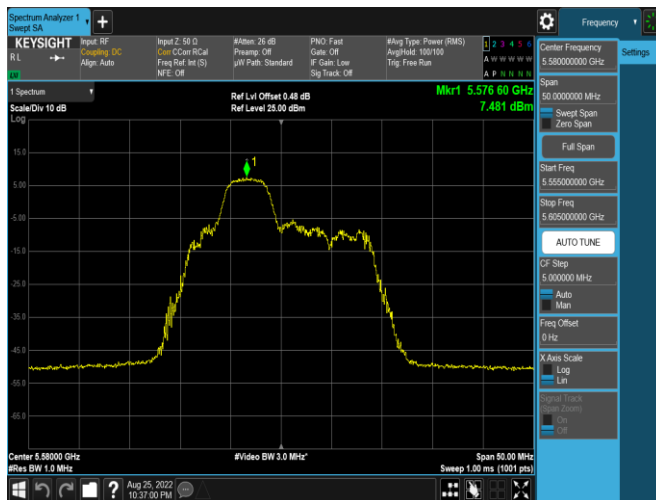 Spectrum Analyzer 1
Swept SA
Frequency
KEYSIGHT
Input: RF
Coupling: DC
Align: Auto
Input Z: 50 Ω
Corr CCorr RCal
Freq Ref: Int (S)
NFE: Off
#Atten: 26 dB
Preamp: Off
µW Path: Standard
PNO: Fast
Gate: Off
IF Gain: Low
Sig Track: Off
#Avg Type: Power (RMS)
Avg|Hold: 100/100
Trig: Free Run
1 2 3 4 5 6
A W W W W W
A P N N N N
R L
1 Spectrum
Scale/Div 10 dB
Log
Ref Lvl Offset 0.48 dB
Ref Level 25.00 dBm
Mkr1 5.576 60 GHz
7.481 dBm
15.0
5.00
-5.00
-15.0
-25.0
-35.0
-45.0
-55.0
-65.0
1
Center 5.58000 GHz
#Res BW 1.0 MHz
#Video BW 3.0 MHz*
Span 50.00 MHz
Sweep 1.00 ms (1001 pts)
Center Frequency
5.580000000 GHz
Settings
Span
50.0000000 MHz
Swept Span
Zero Span
Full Span
Start Freq
5.555000000 GHz
Stop Freq
5.605000000 GHz
AUTO TUNE
CF Step
5.000000 MHz
Auto
Man
Freq Offset
0 Hz
X Axis Scale
Log
Lin
Signal Track
(Span Zoom)
On
Off
?
Aug 25, 2022
10:37:00 PM